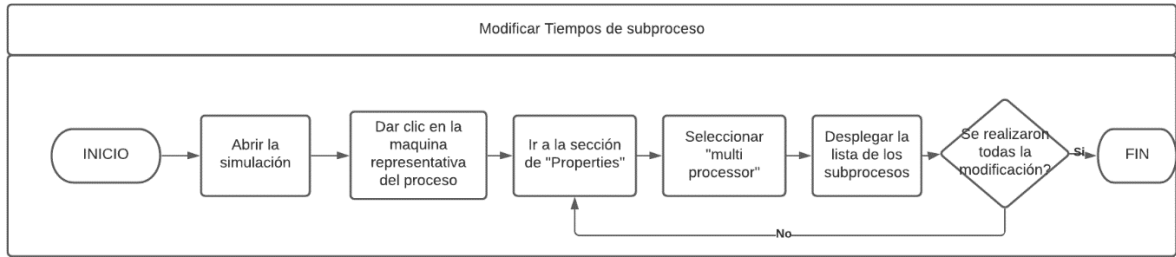 Modificar Tiempos de subproceso
INICIO
Abrir la
simulación
Dar clic en la
maquina
representativa
del proceso
Ir a la sección
de "Properties"
Seleccionar
"multi
processor"
Desplegar la
lista de los
subprocesos
Se realizaron
todas la
modificación?
Si
FIN
No